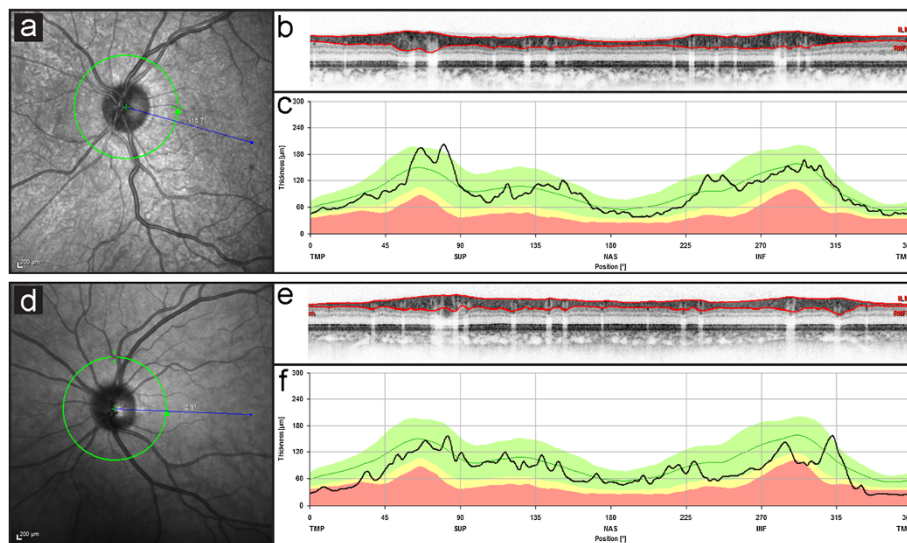 a
200 µm
b
ILM
c
Thickness [µm]
300
240
180
120
60
0
0 45 90 135 180 225 270 315
TMP SUP NAS INF
Position [°]
d
200 µm
e
ILM
f
Thickness [µm]
300
240
180
120
60
0
0 45 90 135 180 225 270 315
TMP SUP NAS INF
Position [°]